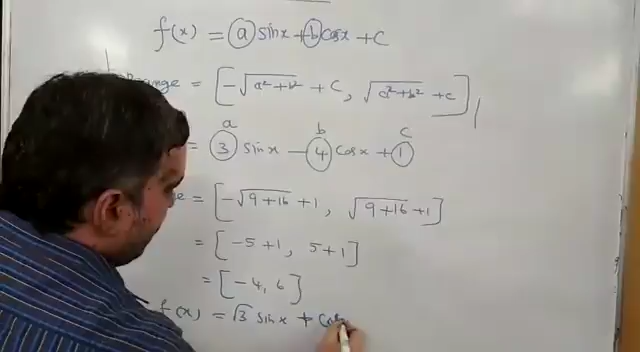 f(x) = a sinx + b cosx + c
Range = [-√a²+b² + c, √a²+b² + c]
a b c
= 3 sinx - 4 cosx + 1
= [-√9+16 + 1, √9+16 + 1]
= [-5+1, 5+1]
= [-4, 6]
f(x) = √3 sinx +